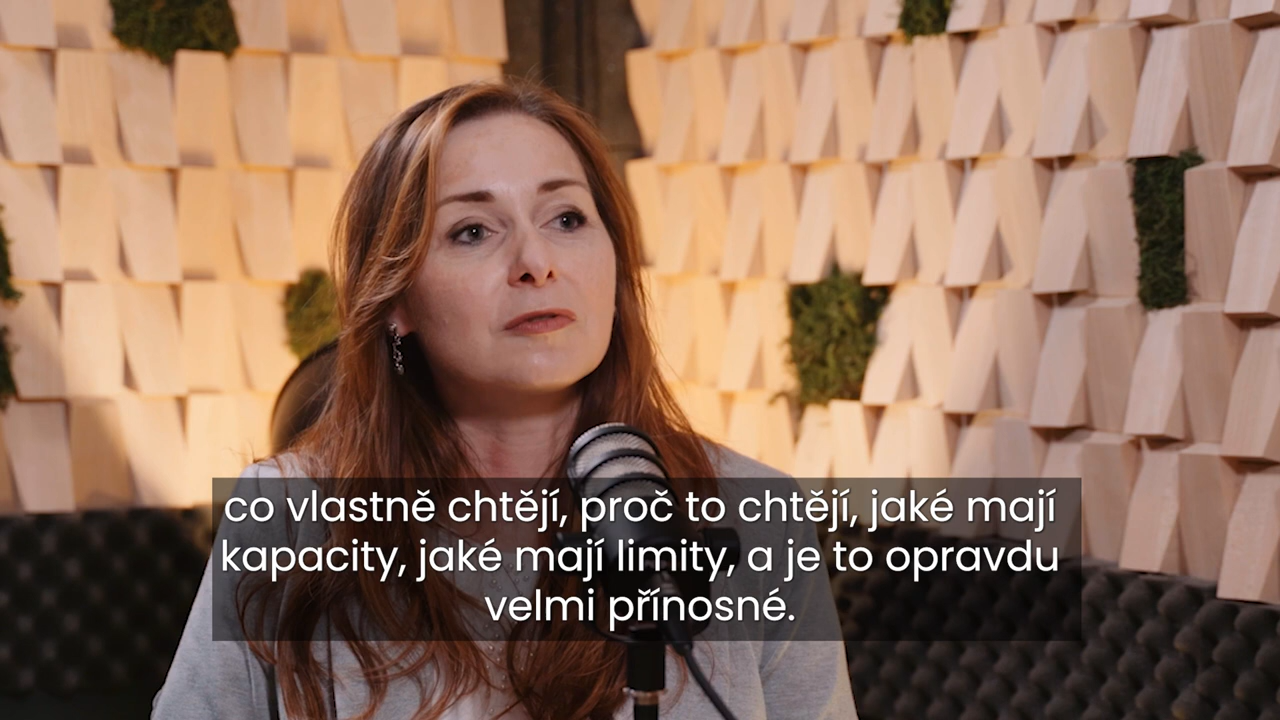 co vlastně chtějí, proč to chtějí, jaké mají
kapacity, jaké mají limity, a je to opravdu
velmi přínosné.